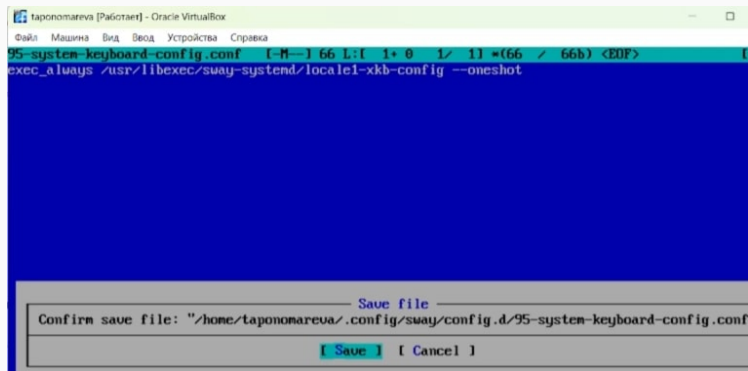 taponomareva [Работает] - Oracle VirtualBox
Файл Машина Вид Ввод Устройства Справка
95-system-keyboard-config.conf [-M--] 66 L:[ 1+ 0 1/ 1] *(66 / 66b) <EOF> [
exec_always /usr/libexec/sway-systemd/locale1-xkb-config --oneshot
Save file
Confirm save file: "/home/taponomareva/.config/sway/config.d/95-system-keyboard-config.conf
[ Save ] [ Cancel ]